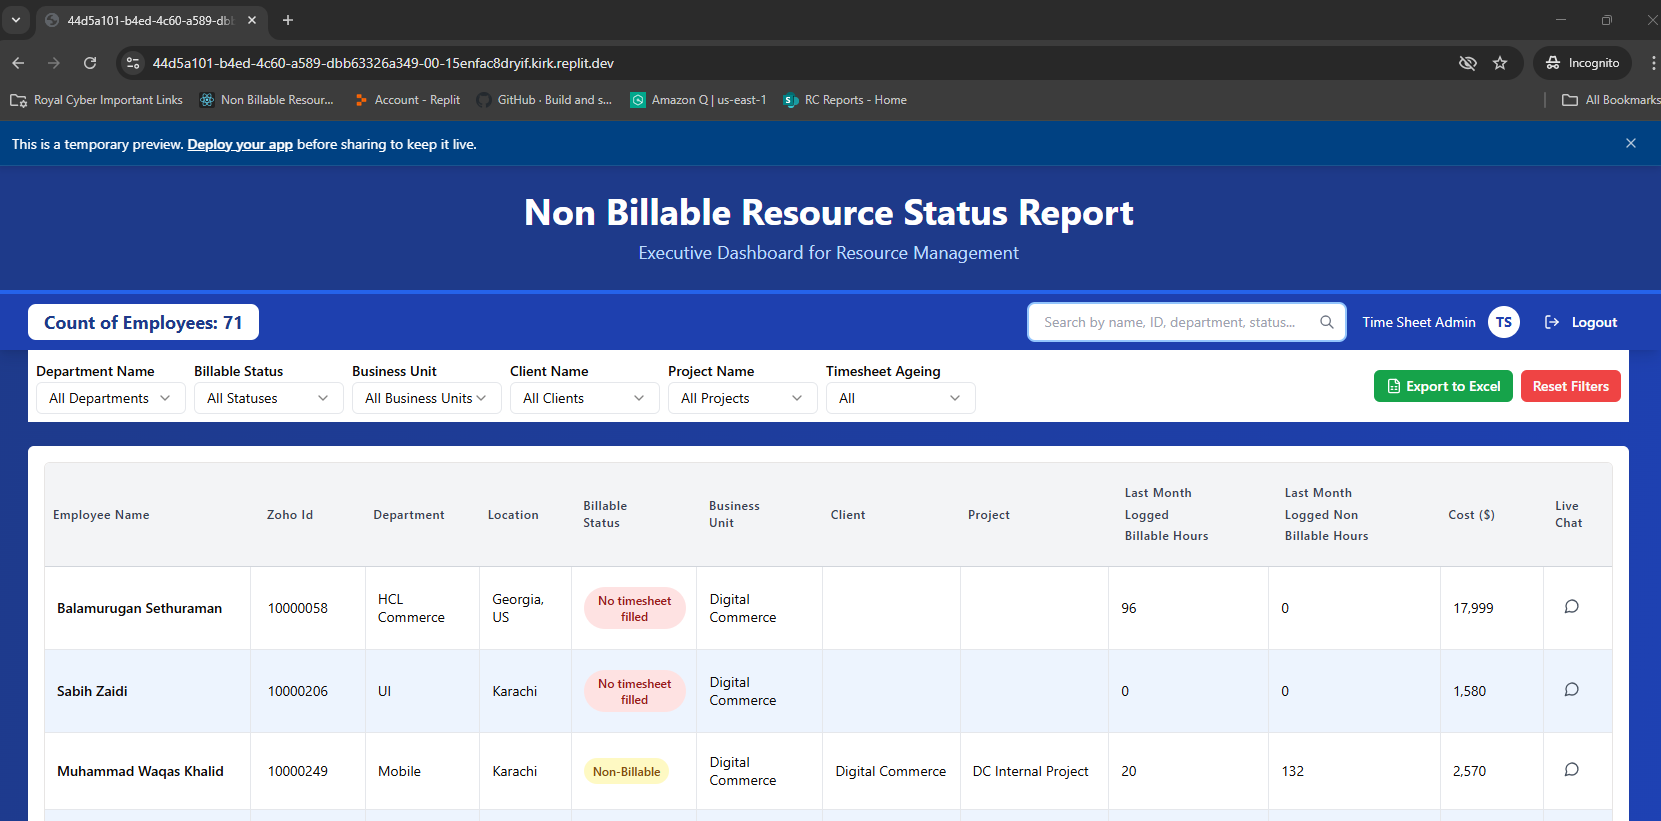 44d5a101-b4ed-4c60-a589-dbb
44d5a101-b4ed-4c60-a589-dbb63326a349-00-15enfac8dryif.kirk.replit.dev
Incognito
Royal Cyber Important Links
Non Billable Resour...
Account - Replit
GitHub · Build and s...
Amazon Q | us-east-1
RC Reports - Home
All Bookmarks
This is a temporary preview. Deploy your app before sharing to keep it live.
Non Billable Resource Status Report
Executive Dashboard for Resource Management
Count of Employees: 71
Search by name, ID, department, status...
Time Sheet Admin
TS
Logout
Department Name
Billable Status
Business Unit
Client Name
Project Name
Timesheet Ageing
All Departments
All Statuses
All Business Units
All Clients
All Projects
All
Export to Excel
Reset Filters
Employee Name
Zoho Id
Department
Location
Billable
Status
Business
Unit
Client
Project
Last Month
Logged
Billable Hours
Last Month
Logged Non
Billable Hours
Cost ($)
Live
Chat
Balamurugan Sethuraman
10000058
HCL
Commerce
Georgia,
US
No timesheet
filled
Digital
Commerce
96
0
17,999
Sabih Zaidi
10000206
UI
Karachi
No timesheet
filled
Digital
Commerce
0
0
1,580
Muhammad Waqas Khalid
10000249
Mobile
Karachi
Non-Billable
Digital
Commerce
Digital Commerce
DC Internal Project
20
132
2,570